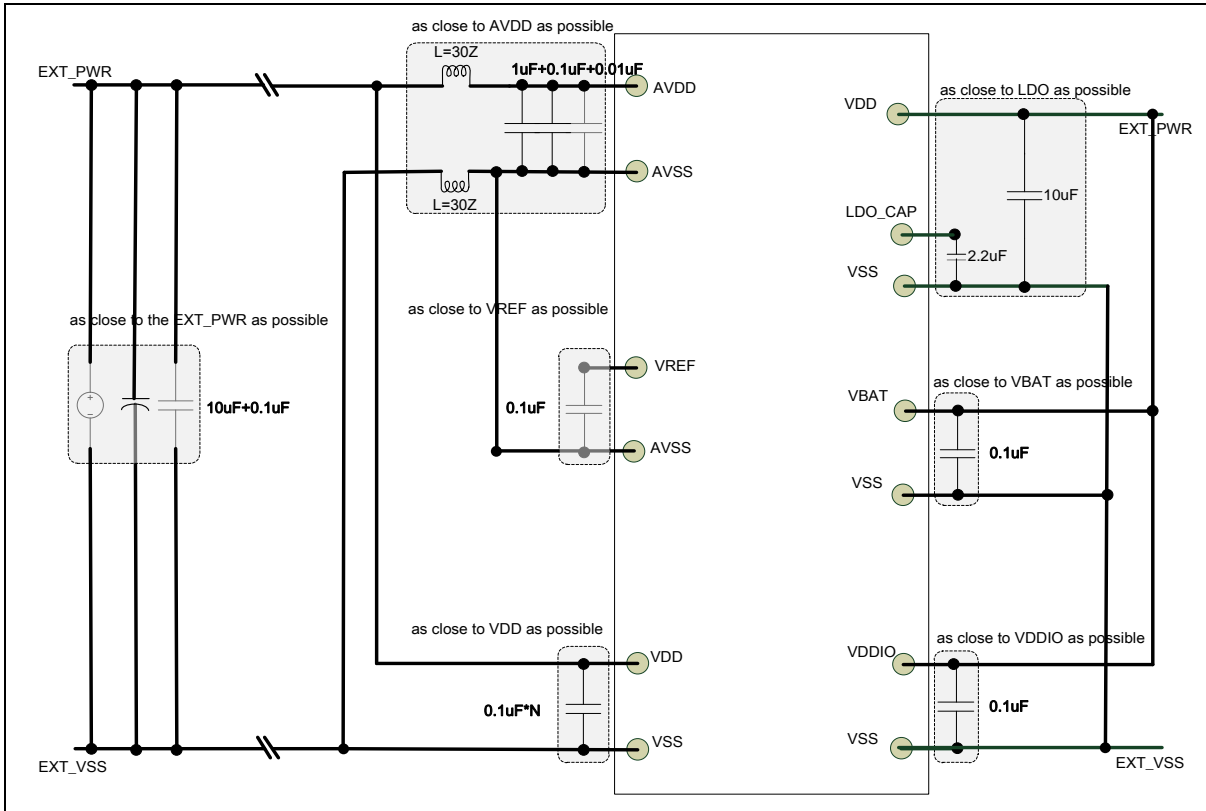 as close to AVDD as possible
L=30Z
EXT_PWR
1uF+0.1uF+0.01uF
AVDD
AVSS
L=30Z
as close to LDO as possible
VDD
EXT_PWR
10uF
LDO_CAP
2.2uF
VSS
as close to the EXT_PWR as possible
10uF+0.1uF
as close to VREF as possible
VREF
0.1uF
AVSS
as close to VBAT as possible
VBAT
0.1uF
VSS
as close to VDD as possible
VDD
0.1uF*N
VSS
EXT_VSS
as close to VDDIO as possible
VDDIO
0.1uF
VSS
EXT_VSS